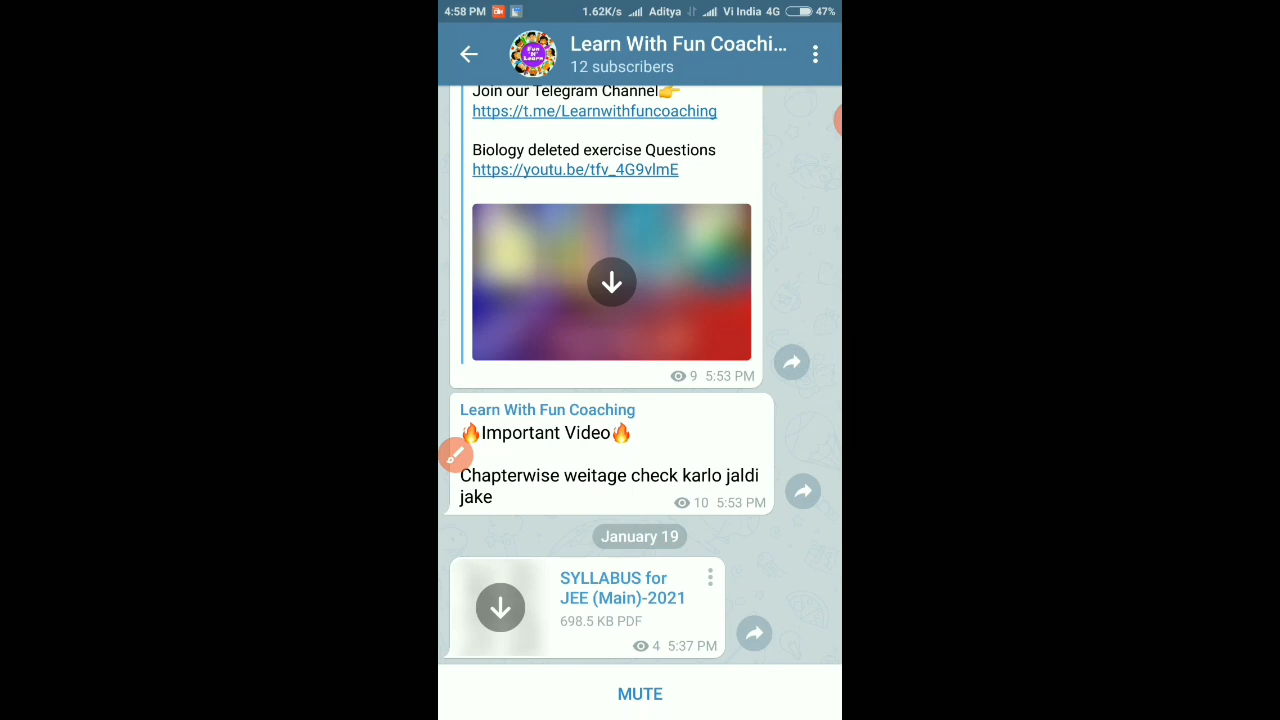 4:58 PM 1.62K/s Aditya Vi India 4G 47%
Learn With Fun Coachi...
12 subscribers
Fun
"N"
Learn
Join our Telegram Channel👉
https://t.me/Learnwithfuncoaching
Biology deleted exercise Questions
https://youtu.be/tfv_4G9vlmE
9 5:53 PM
Learn With Fun Coaching
🔥Important Video🔥
Chapterwise weitage check karlo jaldi
jake
10 5:53 PM
January 19
SYLLABUS for
JEE (Main)-2021
698.5 KB PDF
4 5:37 PM
MUTE